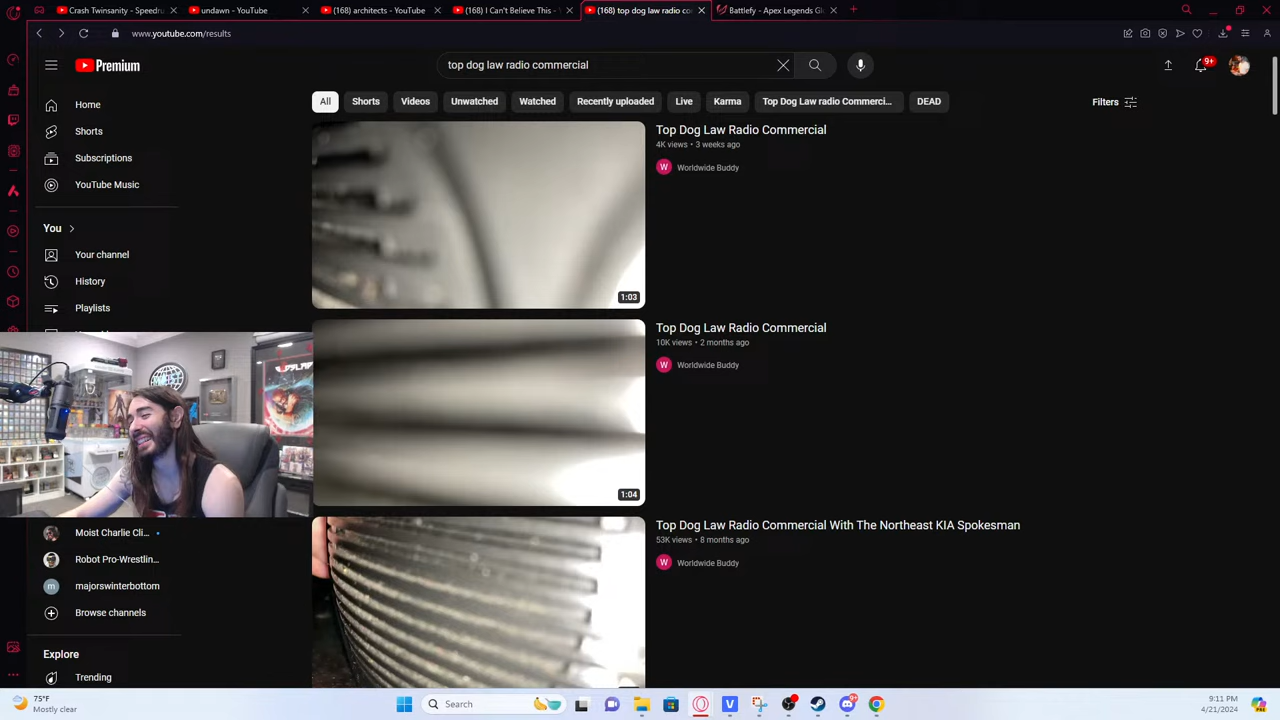 Crash Twinsanity - Speedru
undawn - YouTube
(168) architects - YouTube
(168) I Can't Believe This -
(168) top dog law radio co
Battlefy - Apex Legends Gl
www.youtube.com/results
Premium
top dog law radio commercial
9+
All
Shorts
Videos
Unwatched
Watched
Recently uploaded
Live
Karma
Top Dog Law radio Commerci...
DEAD
Filters
Home
Shorts
Subscriptions
YouTube Music
You
Your channel
History
Playlists
Moist Charlie Cli...
Robot Pro-Wrestlin...
m
majorswinterbottom
Browse channels
Explore
Trending
1:03
Top Dog Law Radio Commercial
4K views • 3 weeks ago
W
Worldwide Buddy
1:04
Top Dog Law Radio Commercial
10K views • 2 months ago
W
Worldwide Buddy
Top Dog Law Radio Commercial With The Northeast KIA Spokesman
53K views • 8 months ago
W
Worldwide Buddy
75°F
Mostly clear
Search
V
9+
9:11 PM
4/21/2024